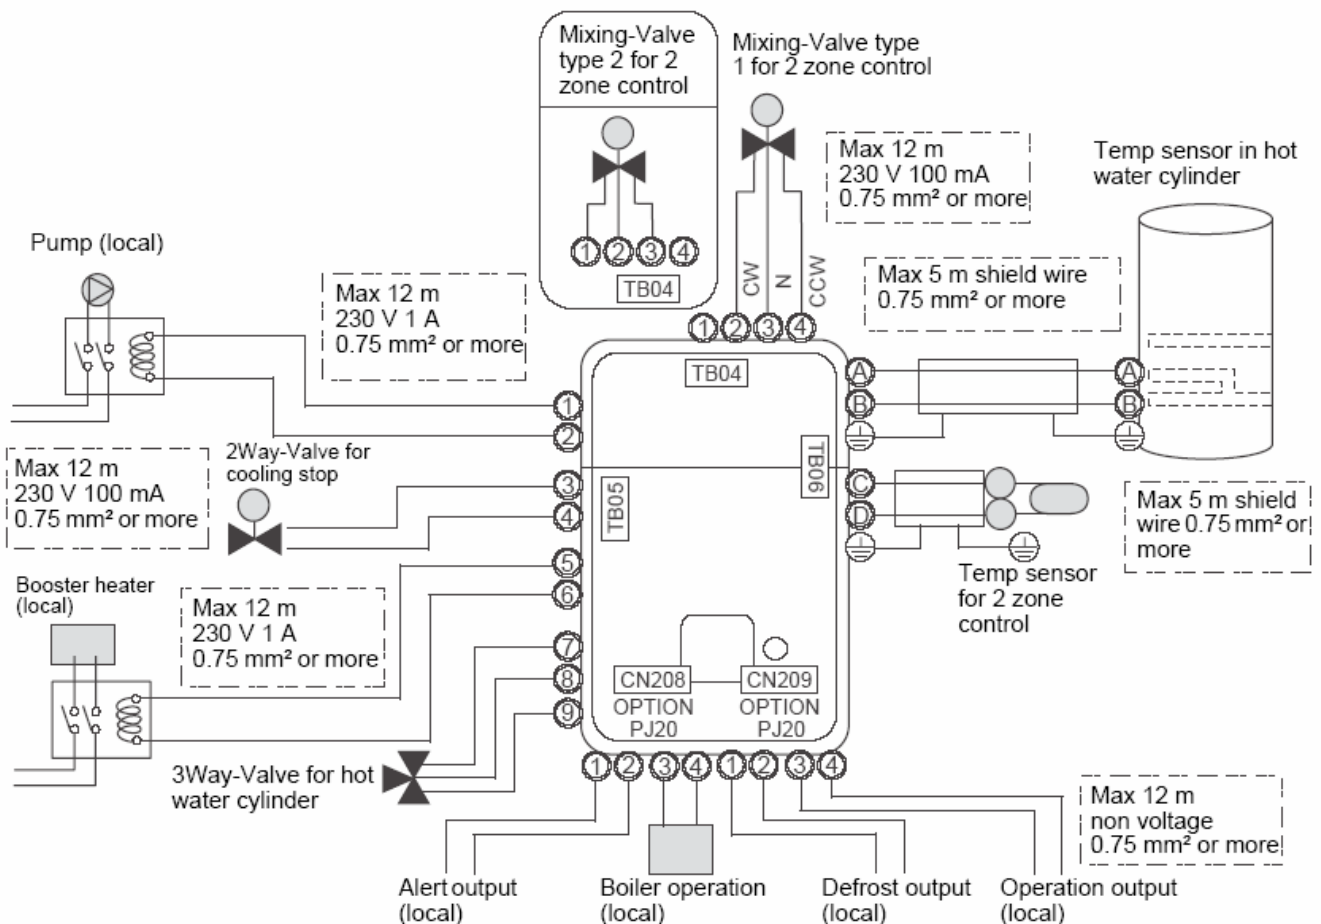 Mixing-Valve
type 2 for 2
zone control
1 2 3 4
TB04
Mixing-Valve type
1 for 2 zone control
CW
N
CCW
1 2 3 4
TB04
Max 12 m
230 V 100 mA
0.75 mm² or more
Temp sensor in hot
water cylinder
Max 5 m shield wire
0.75 mm² or more
A
B
A
B
Pump (local)
Max 12 m
230 V 1 A
0.75 mm² or more
1
2
Max 12 m
230 V 100 mA
0.75 mm² or more
2Way-Valve for
cooling stop
3
4
TB05
TB06
C
D
Max 5 m shield
wire 0.75 mm² or
more
Temp sensor
for 2 zone
control
Booster heater
(local)
Max 12 m
230 V 1 A
0.75 mm² or more
5
6
7
8
9
3Way-Valve for hot
water cylinder
CN208
OPTION
PJ20
CN209
OPTION
PJ20
1 2 3 4 1 2 3 4
Max 12 m
non voltage
0.75 mm² or more
Alert output
(local)
Boiler operation
(local)
Defrost output
(local)
Operation output
(local)